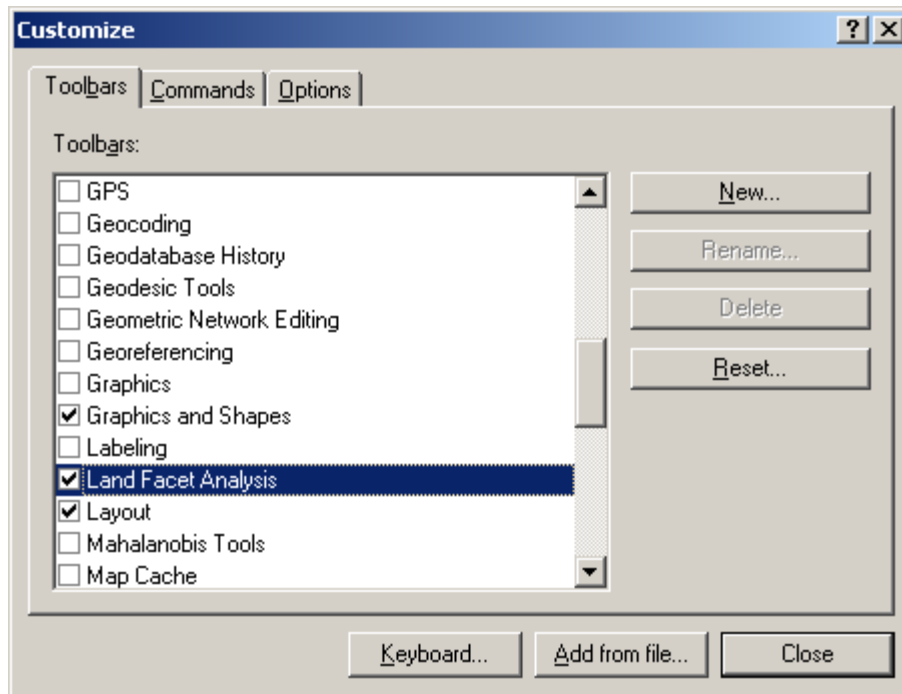 Customize
Toolbars Commands Options
Toolbars:
GPS
Geocoding
Geodatabase History
Geodesic Tools
Geometric Network Editing
Georeferencing
Graphics
Graphics and Shapes
Labeling
Land Facet Analysis
Layout
Mahalanobis Tools
Map Cache
New...
Rename...
Delete
Reset...
Keyboard... Add from file... Close